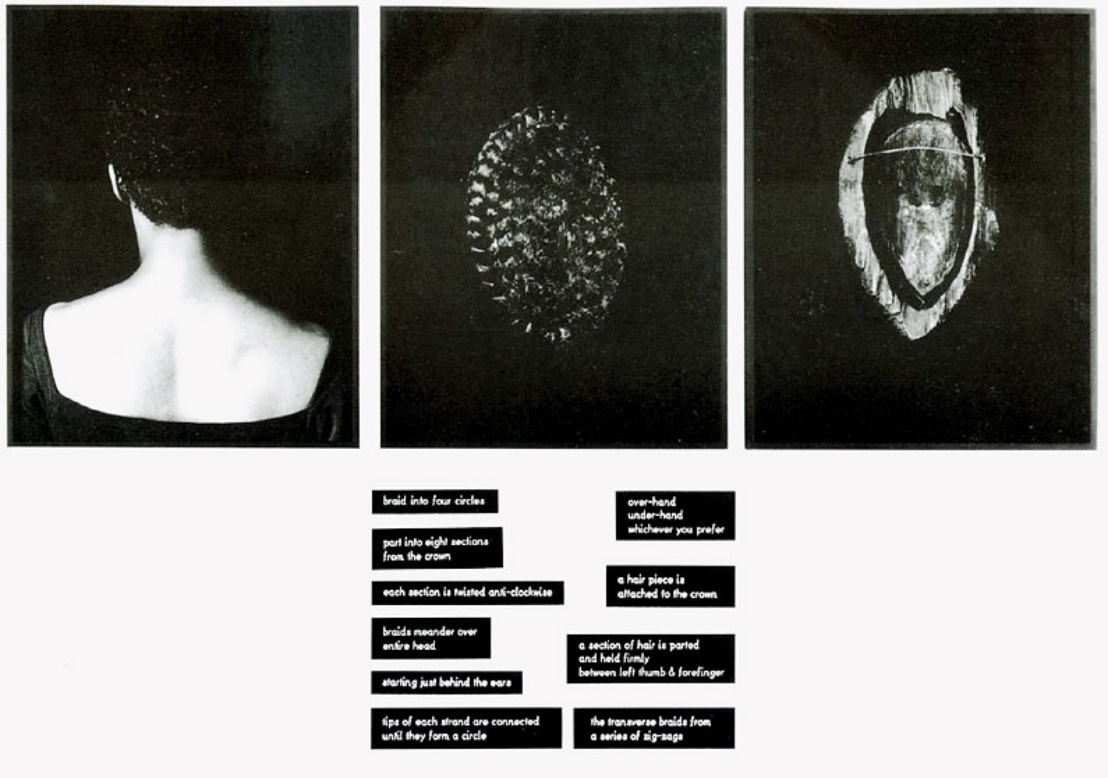 braid into four circles
part into eight sections
from the crown
each section is twisted anti-clockwise
braids meander over
entire head
starting just behind the ears
tips of each strand are connected
until they form a circle
over-hand
under-hand
whichever you prefer
a hair piece is
attached to the crown
a section of hair is parted
and held firmly
between left thumb & forefinger
the transverse braids from
a series of zig-zags